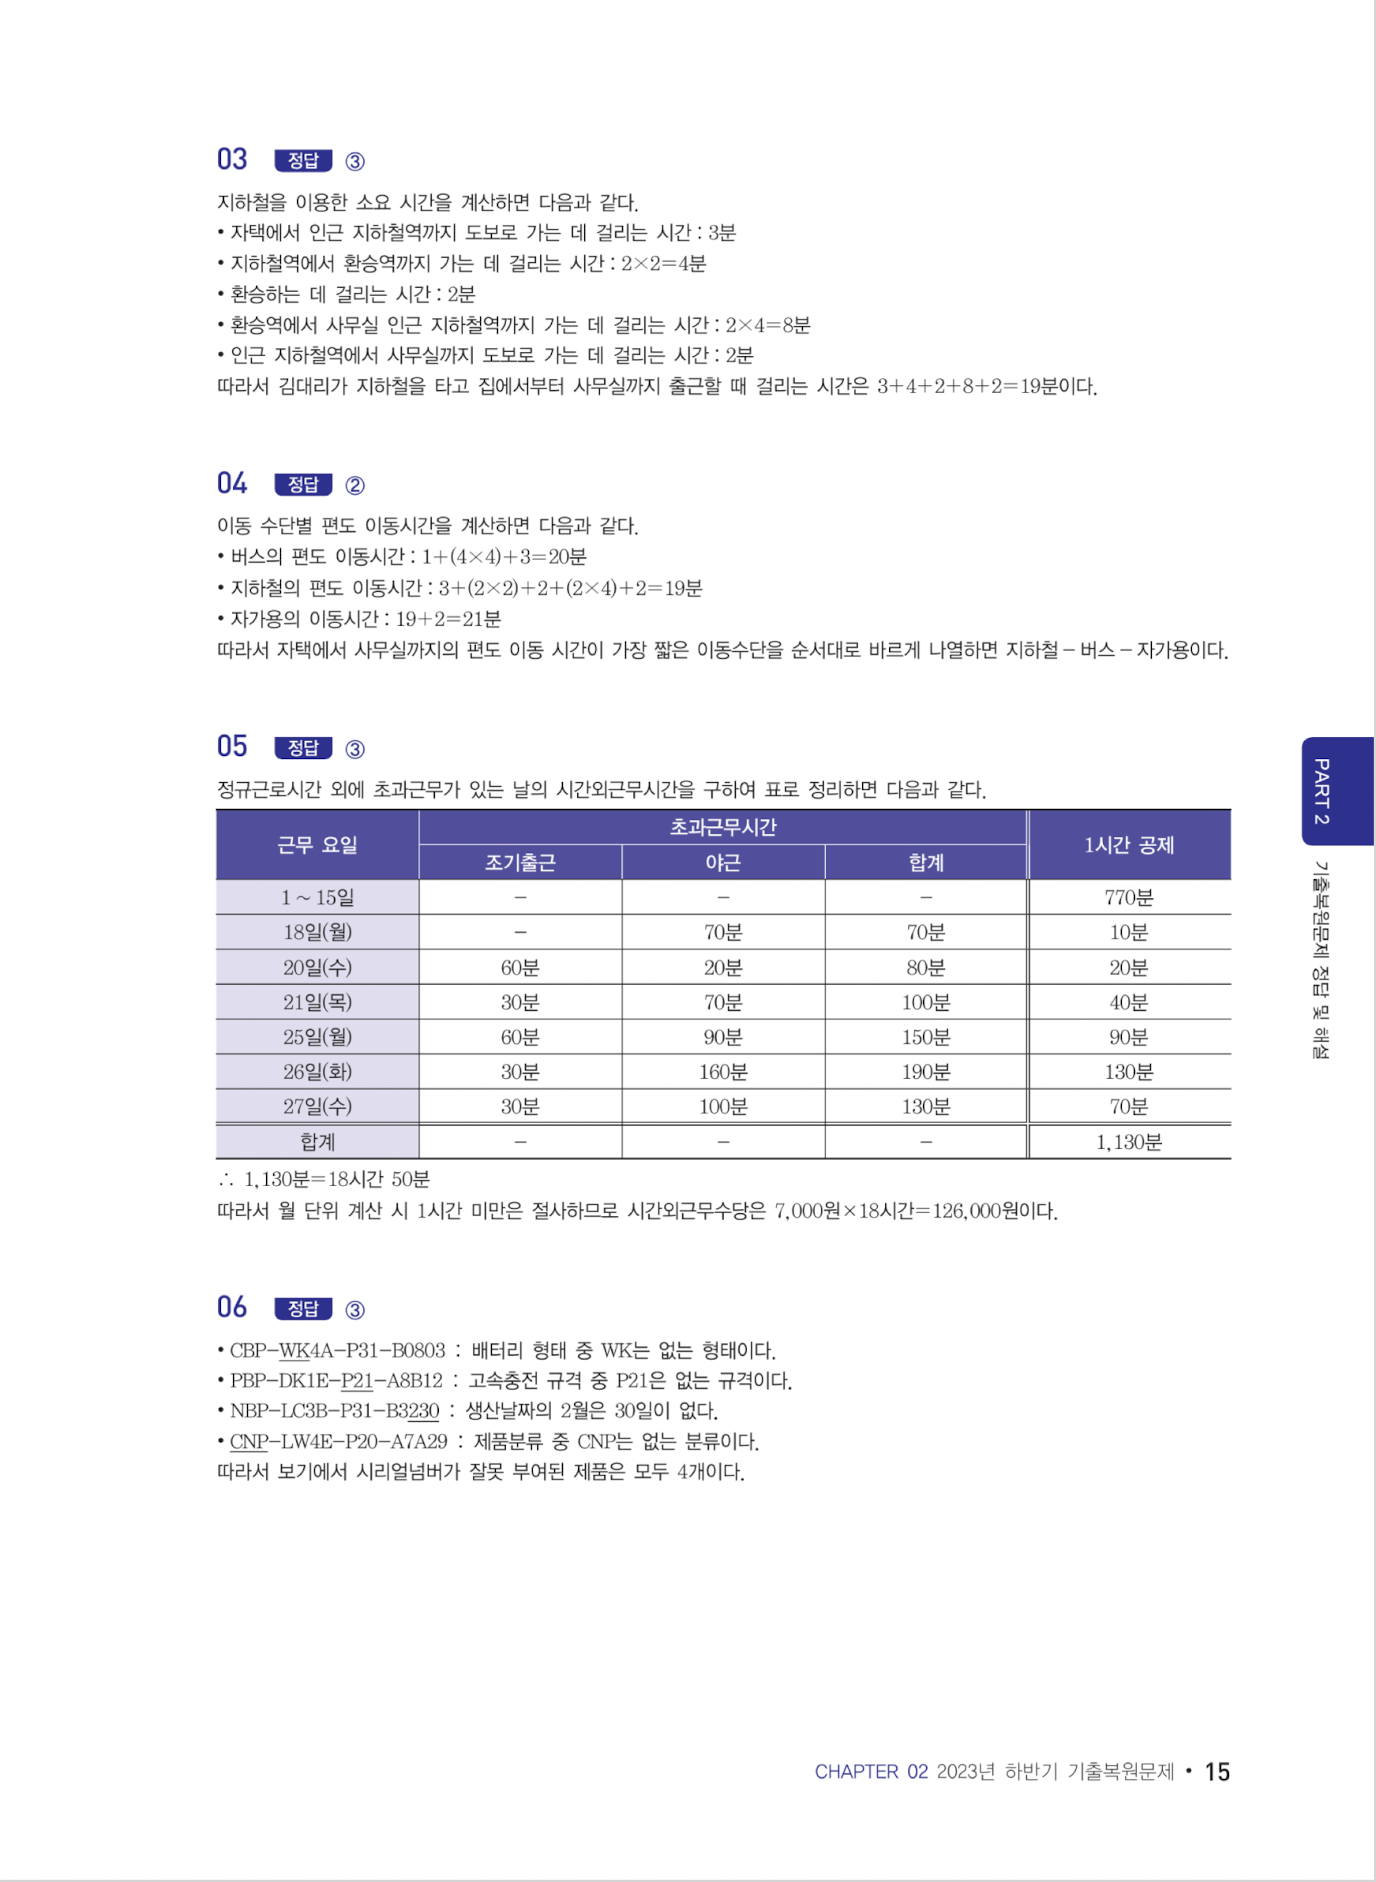 03 정답 ③
지하철을 이용한 소요 시간을 계산하면 다음과 같다.
• 자택에서 인근 지하철역까지 도보로 가는 데 걸리는 시간 : 3분
• 지하철역에서 환승역까지 가는 데 걸리는 시간 : 2×2=4분
• 환승하는 데 걸리는 시간 : 2분
• 환승역에서 사무실 인근 지하철역까지 가는 데 걸리는 시간 : 2×4=8분
• 인근 지하철역에서 사무실까지 도보로 가는 데 걸리는 시간 : 2분
따라서 김대리가 지하철을 타고 집에서부터 사무실까지 출근할 때 걸리는 시간은 3+4+2+8+2=19분이다.
04 정답 ②
이동 수단별 편도 이동시간을 계산하면 다음과 같다.
• 버스의 편도 이동시간 : 1+(4×4)+3=20분
• 지하철의 편도 이동시간 : 3+(2×2)+2+(2×4)+2=19분
• 자가용의 이동시간 : 19+2=21분
따라서 자택에서 사무실까지의 편도 이동 시간이 가장 짧은 이동수단을 순서대로 바르게 나열하면 지하철 – 버스 – 자가용이다.
05 정답 ③
정규근로시간 외에 초과근무가 있는 날의 시간외근무시간을 구하여 표로 정리하면 다음과 같다.
근무 요일 초과근무시간 1시간 공제
조기출근 야근 합계
1 ~ 15일 – – – 770분
18일(월) – 70분 70분 10분
20일(수) 60분 20분 80분 20분
21일(목) 30분 70분 100분 40분
25일(월) 60분 90분 150분 90분
26일(화) 30분 160분 190분 130분
27일(수) 30분 100분 130분 70분
합계 – – – 1,130분
∴ 1,130분=18시간 50분
따라서 월 단위 계산 시 1시간 미만은 절사하므로 시간외근무수당은 7,000원×18시간=126,000원이다.
06 정답 ③
• CBP-WK4A-P31-B0803 : 배터리 형태 중 WK는 없는 형태이다.
• PBP-DK1E-P21-A8B12 : 고속충전 규격 중 P21은 없는 규격이다.
• NBP-LC3B-P31-B3230 : 생산날짜의 2월은 30일이 없다.
• CNP-LW4E-P20-A7A29 : 제품분류 중 CNP는 없는 분류이다.
따라서 보기에서 시리얼넘버가 잘못 부여된 제품은 모두 4개이다.
PART 2
기출복원문제 정답 및 해설
CHAPTER 02 2023년 하반기 기출복원문제 • 15